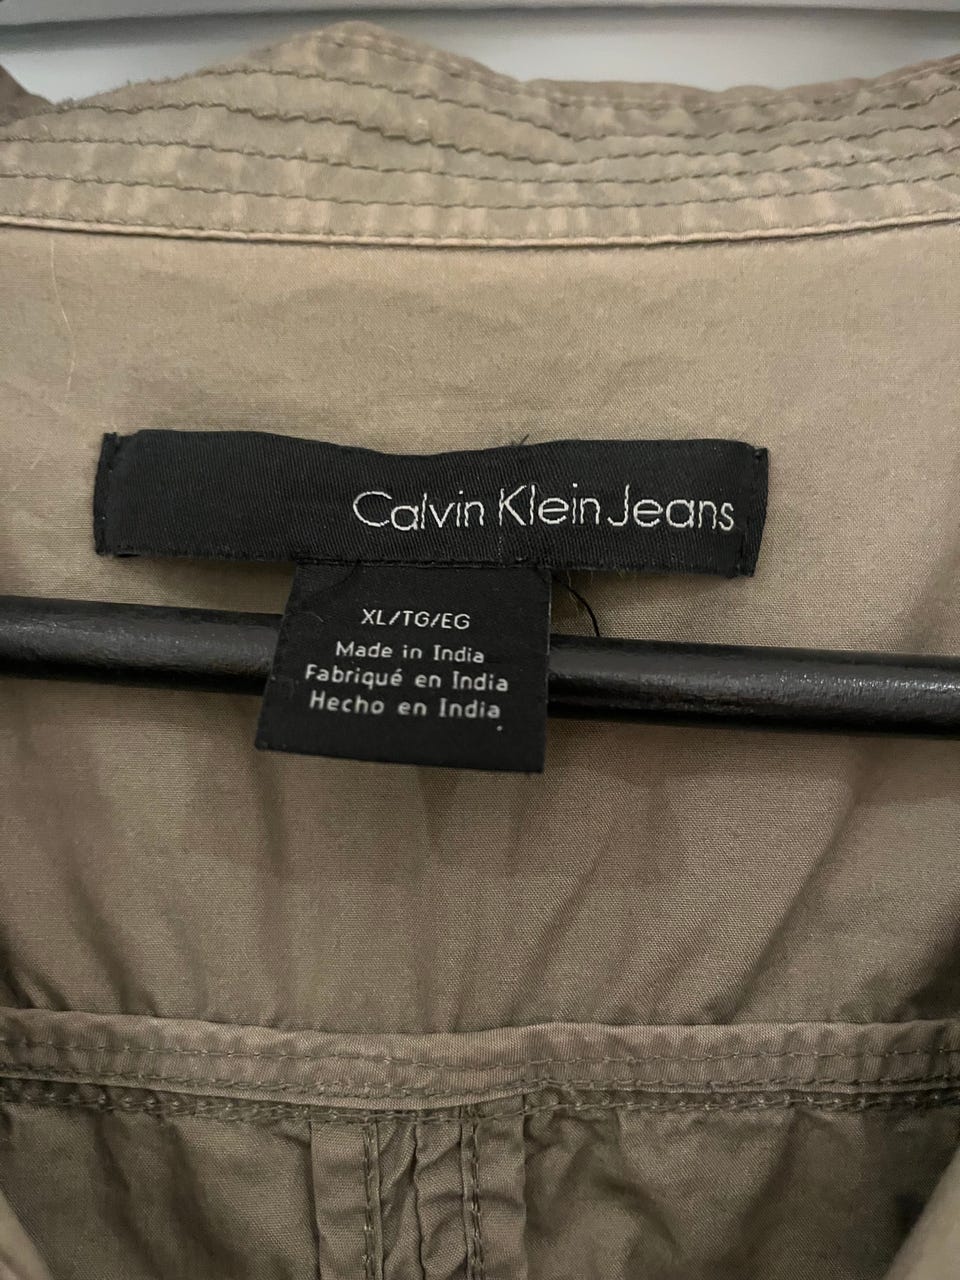 Calvin Klein Jeans
XL/TG/EG
Made in India
Fabriqué en India
Hecho en India